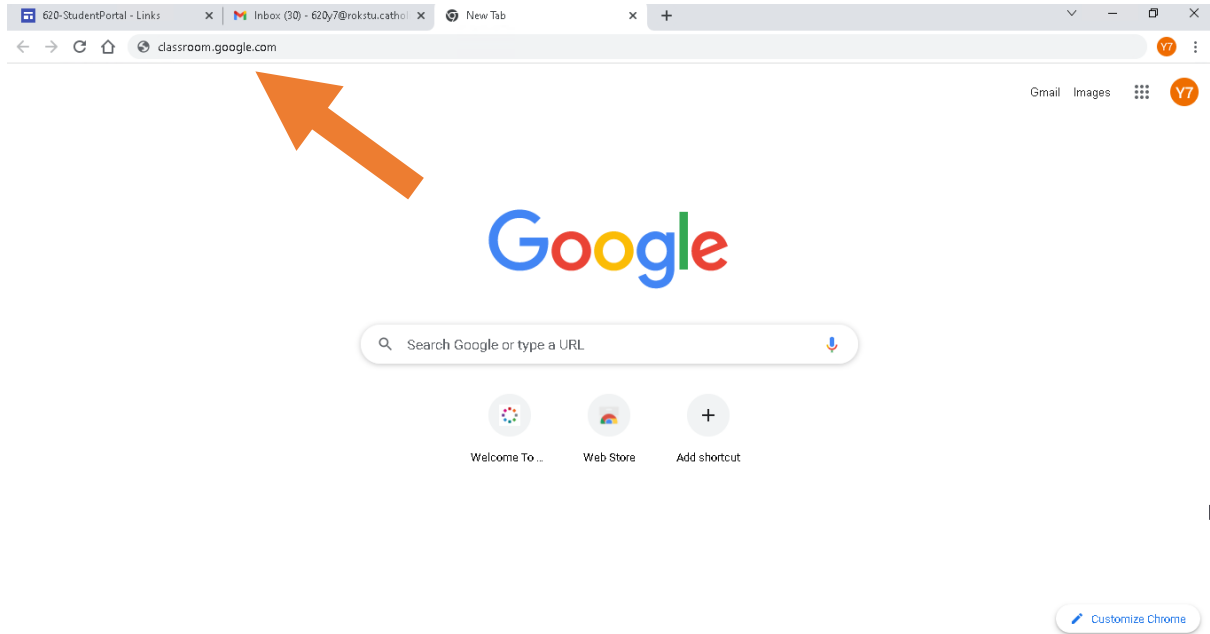 620-StudentPortal - Links
Inbox (30) - 620y7@rokstu.cathol
New Tab
classroom.google.com
Y7
Gmail Images Y7
Google
Search Google or type a URL
Welcome To ... Web Store Add shortcut
Customize Chrome